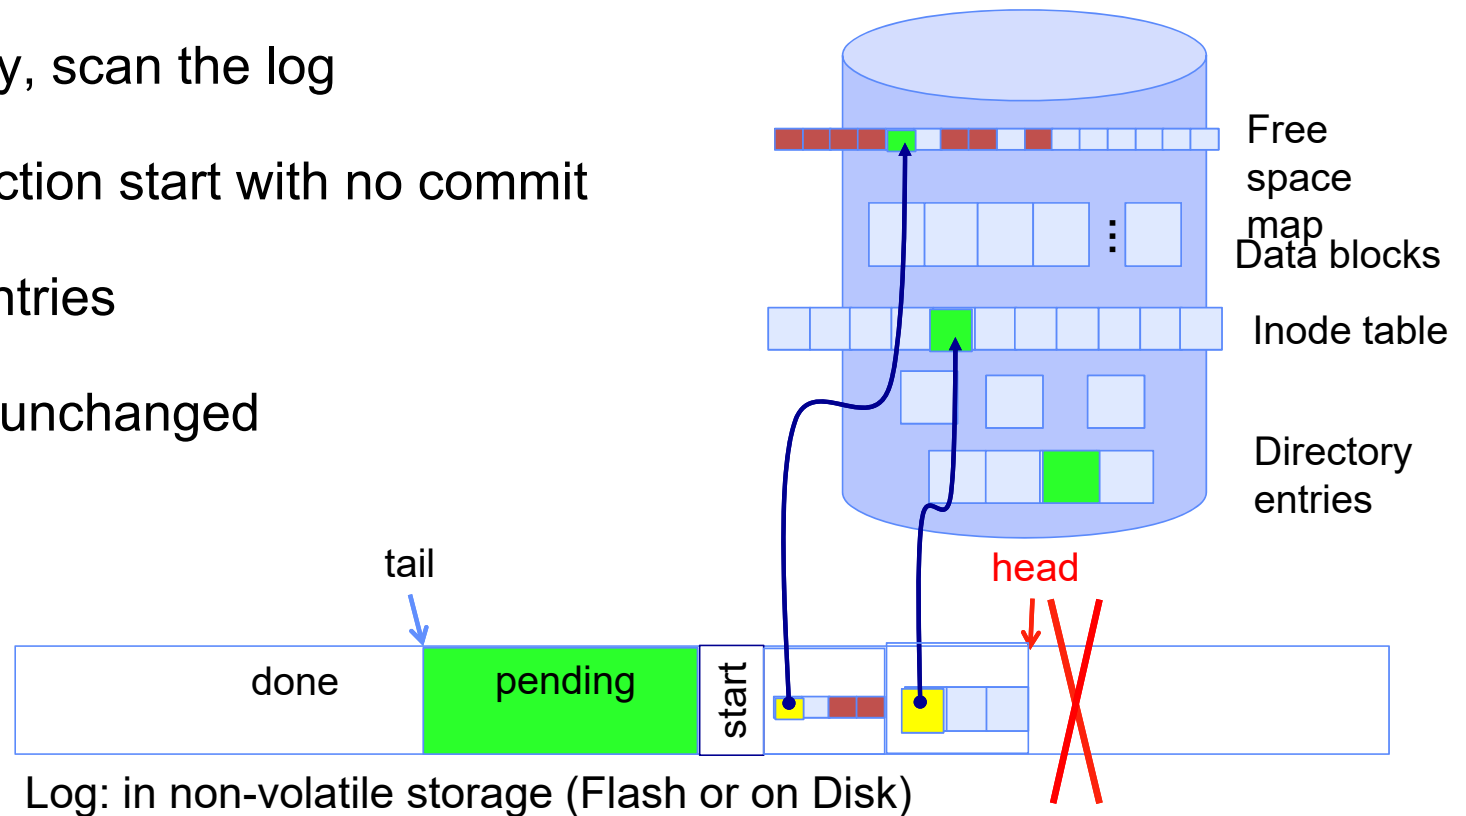 y, scan the log
ction start with no commit
ntries
unchanged
Free
space
map
Data blocks
Inode table
Directory
entries
tail
head
done
pending
start
Log: in non-volatile storage (Flash or on Disk)